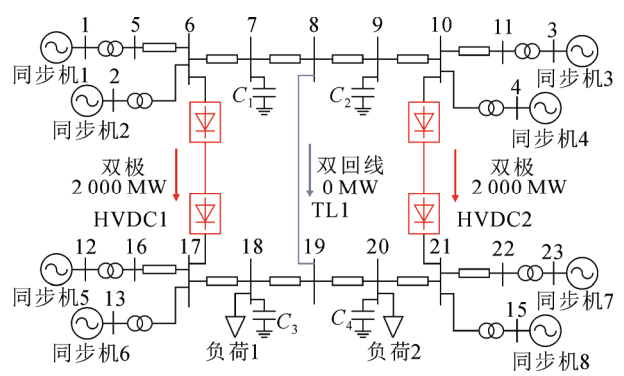 1 5 6 7 8 9 10 11 3
同步机1 2 C1 C2 4 同步机3
同步机2 同步机4
双极 双回线 双极
2 000 MW 0 MW 2 000 MW
HVDC1 TL1 HVDC2
12 16 17 18 19 20 21 22 23
同步机5 13 C3 C4 15 同步机7
同步机6 负荷1 负荷2 同步机8